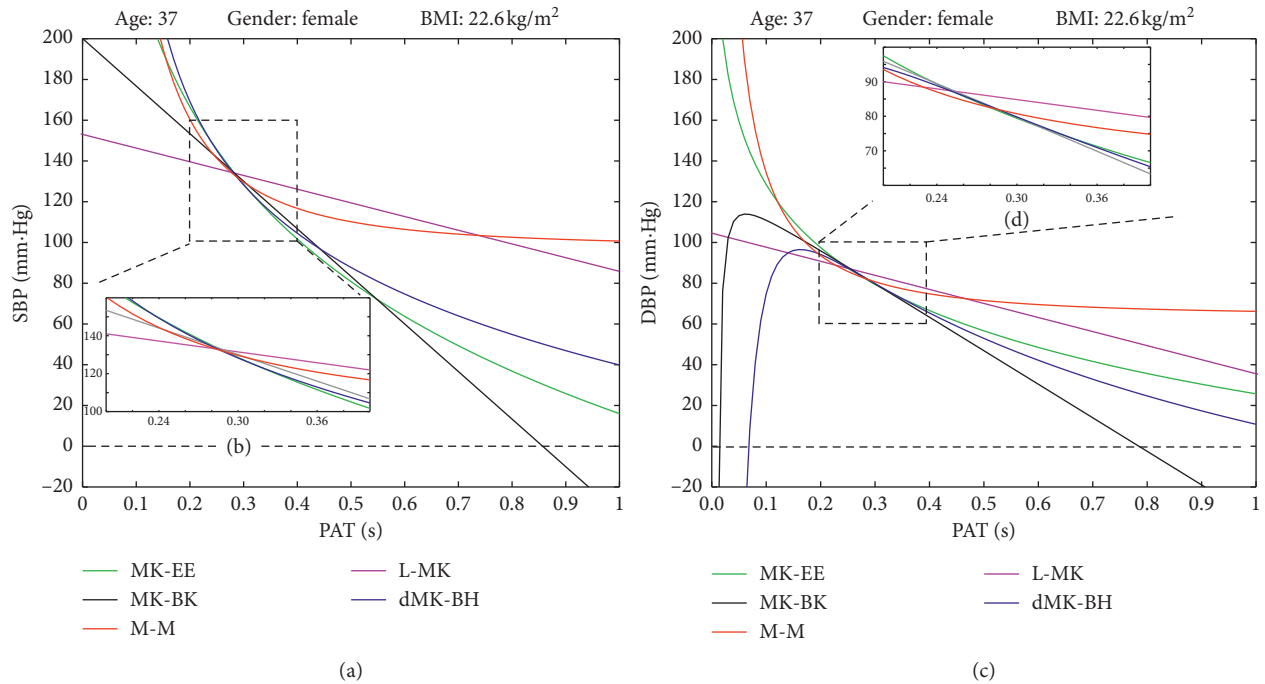 Age: 37 Gender: female BMI: 22.6 kg/m²
200
180
160
140
120
100
80
60
40
20
0
−20
SBP (mm·Hg)
0 0.1 0.2 0.3 0.4 0.5 0.6 0.7 0.8 0.9 1
PAT (s)
140
120
100
0.24 0.30 0.36
(b)
MK-EE
MK-BK
M-M
L-MK
dMK-BH
(a)
Age: 37 Gender: female BMI: 22.6 kg/m²
200
180
160
140
120
100
80
60
40
20
0
−20
DBP (mm·Hg)
0.0 0.1 0.2 0.3 0.4 0.5 0.6 0.7 0.8 0.9 1
PAT (s)
90
80
70
0.24 0.30 0.36
(d)
MK-EE
MK-BK
M-M
L-MK
dMK-BH
(c)